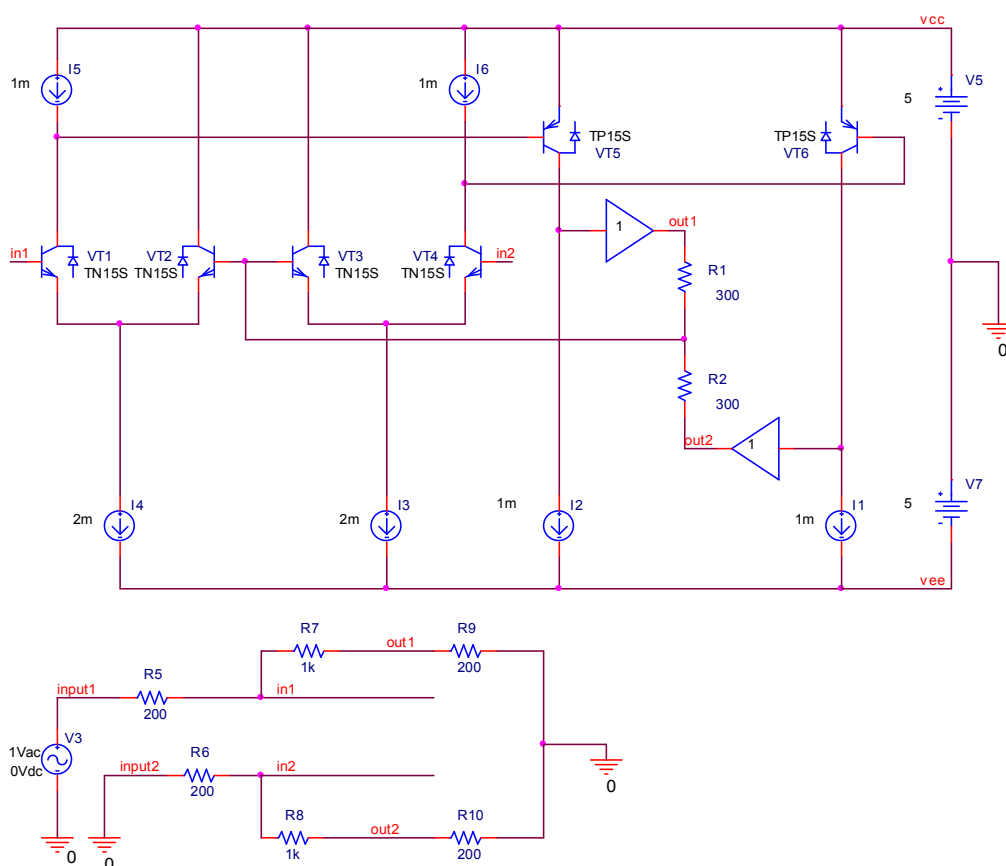 vcc
I5
1m
I6
1m
V5
5
TP15S
VT5
TP15S
VT6
1
out1
in1
VT1
TN15S
VT2
TN15S
VT3
TN15S
VT4
TN15S
in2
R1
300
0
R2
300
out2
1
I4
2m
I3
2m
I2
1m
I1
1m
V7
5
vee
R7
1k
out1
R9
200
input1
R5
200
in1
V3
1Vac
0Vdc
input2
R6
200
in2
0
R8
1k
out2
R10
200
0
0